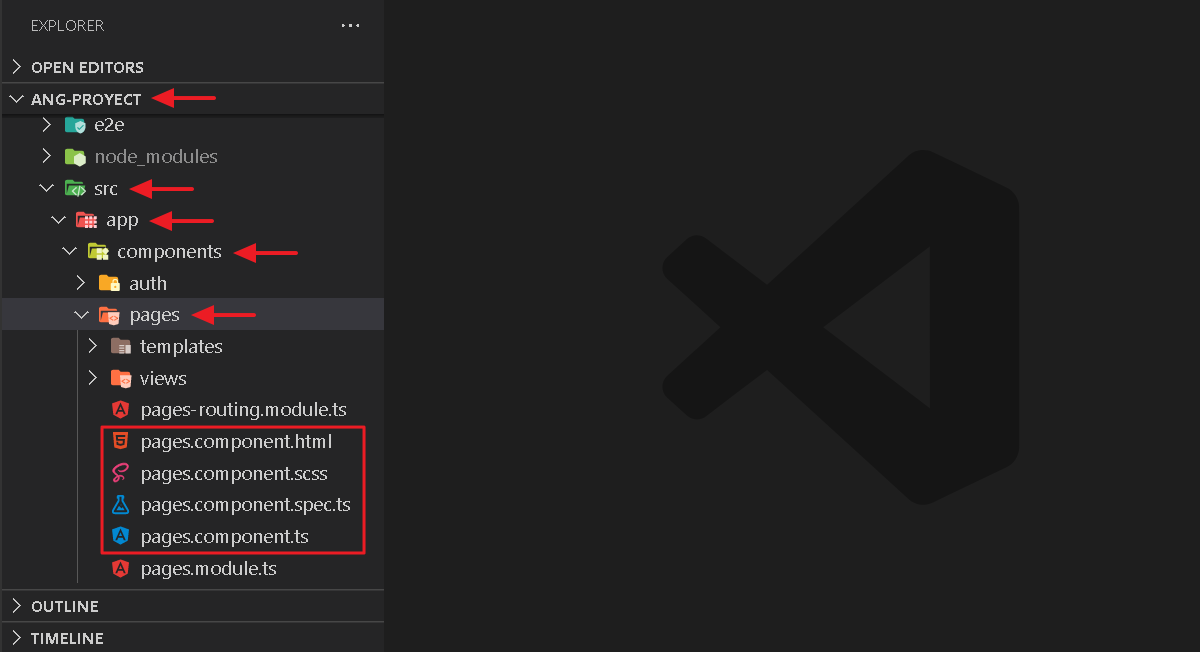 EXPLORER
OPEN EDITORS
ANG-PROYECT
e2e
node_modules
src
app
components
auth
pages
templates
views
pages-routing.module.ts
pages.component.html
pages.component.scss
pages.component.spec.ts
pages.component.ts
pages.module.ts
OUTLINE
TIMELINE